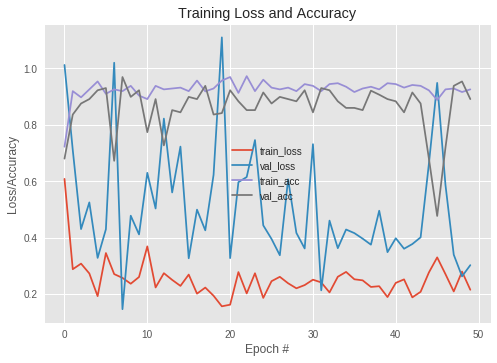 Training Loss and Accuracy
Loss/Accuracy
1.0
0.8
0.6
0.4
0.2
train_loss
val_loss
train_acc
val_acc
0
10
20
30
40
50
Epoch #